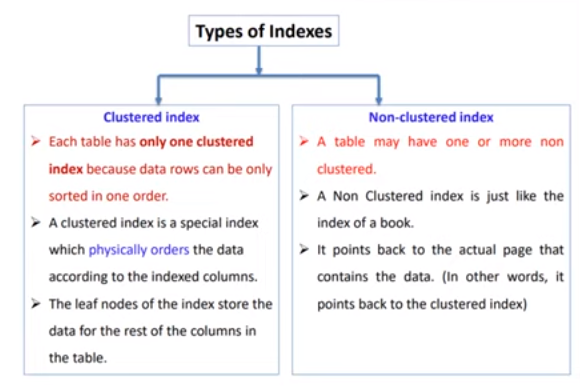 Types of Indexes
Clustered index
➢ Each table has only one clustered
index because data rows can be only
sorted in one order.
➢ A clustered index is a special index
which physically orders the data
according to the indexed columns.
➢ The leaf nodes of the index store the
data for the rest of the columns in
the table.
Non-clustered index
➢ A table may have one or more non
clustered.
➢ A Non Clustered index is just like the
index of a book.
➢ It points back to the actual page that
contains the data. (In other words, it
points back to the clustered index)